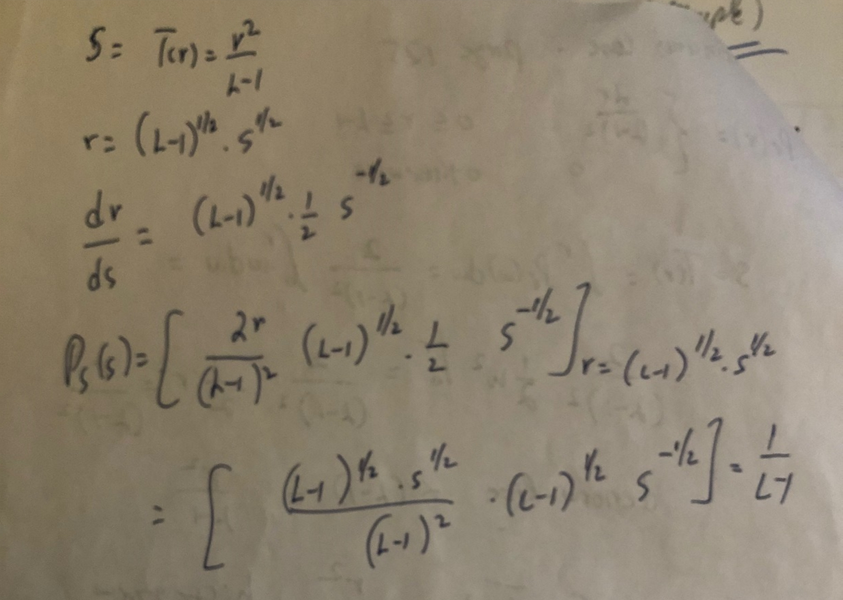 S = T(r) = r²/(L-1)
r = (L-1)^1/2 . s^1/2
dr/ds = (L-1)^1/2 . 1/2 s^-1/2
P_s(s) = [ 2r/(L-1)² (L-1)^1/2 . 1/2 s^-1/2 ]_r = (L-1)^1/2 . s^1/2
= [ (L-1)^1/2 . s^1/2/(L-1)² . (L-1)^1/2 s^-1/2 ] = 1/(L-1)